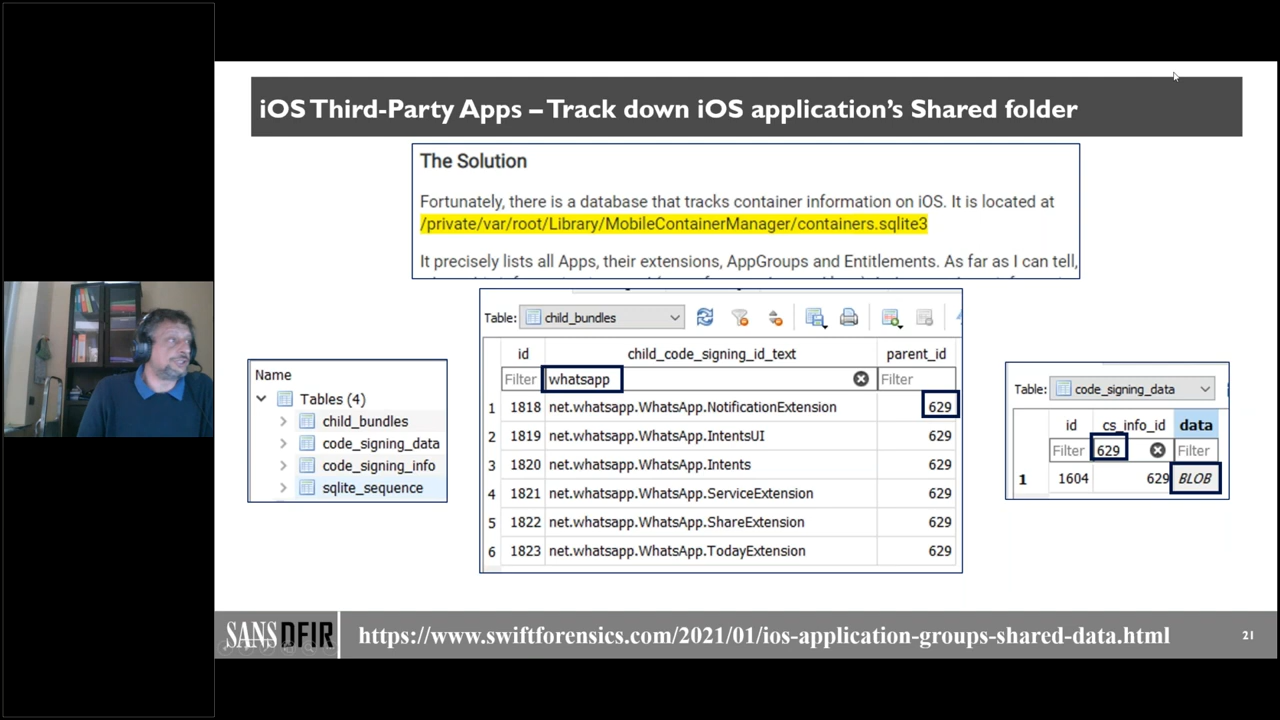 iOS Third-Party Apps – Track down iOS application's Shared folder
The Solution
Fortunately, there is a database that tracks container information on iOS. It is located at
/private/var/root/Library/MobileContainerManager/containers.sqlite3
It precisely lists all Apps, their extensions, AppGroups and Entitlements. As far as I can tell,
Name
Tables (4)
child_bundles
code_signing_data
code_signing_info
sqlite_sequence
Table: child_bundles
id child_code_signing_id_text parent_id
Filter whatsapp Filter
1 1818 net.whatsapp.WhatsApp.NotificationExtension 629
2 1819 net.whatsapp.WhatsApp.IntentsUI 629
3 1820 net.whatsapp.WhatsApp.Intents 629
4 1821 net.whatsapp.WhatsApp.ServiceExtension 629
5 1822 net.whatsapp.WhatsApp.ShareExtension 629
6 1823 net.whatsapp.WhatsApp.TodayExtension 629
Table: code_signing_data
id cs_info_id data
Filter 629 Filter
1 1604 629 BLOB
SANS DFIR https://www.swiftforensics.com/2021/01/ios-application-groups-shared-data.html 21